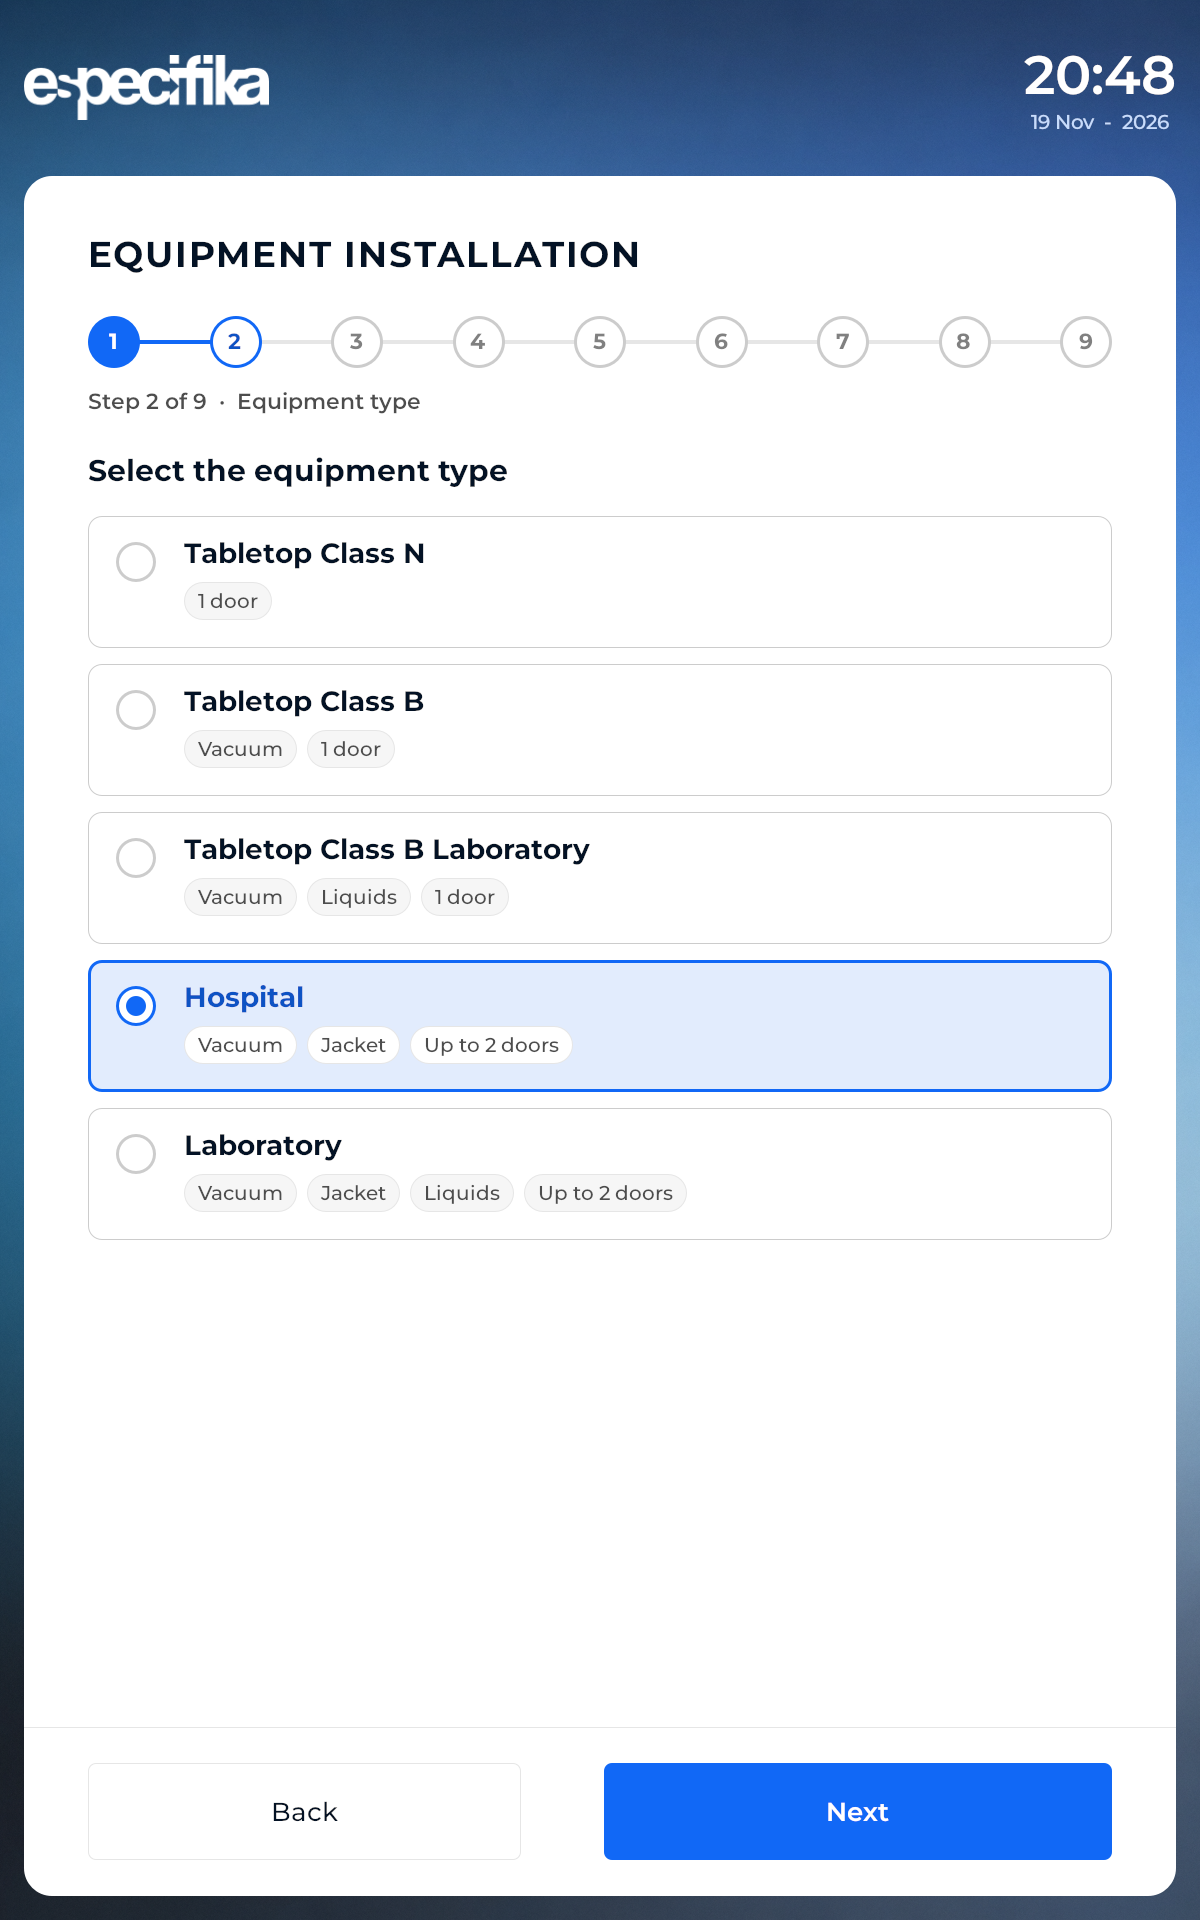 especifika
20:48
19 Nov - 2026
EQUIPMENT INSTALLATION
1 2 3 4 5 6 7 8 9
Step 2 of 9 · Equipment type
Select the equipment type
Tabletop Class N
1 door
Tabletop Class B
Vacuum 1 door
Tabletop Class B Laboratory
Vacuum Liquids 1 door
Hospital
Vacuum Jacket Up to 2 doors
Laboratory
Vacuum Jacket Liquids Up to 2 doors
Back Next